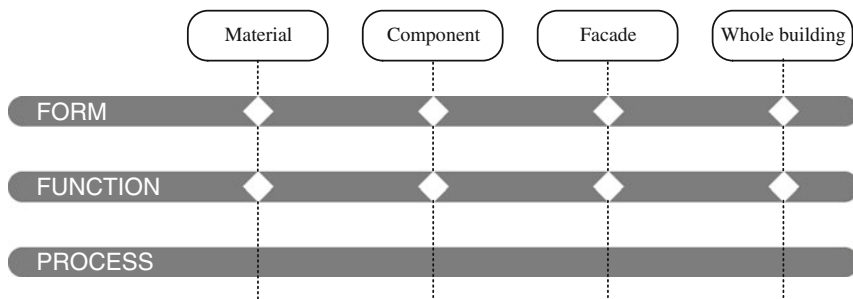 Material
Component
Facade
Whole building
FORM
FUNCTION
PROCESS